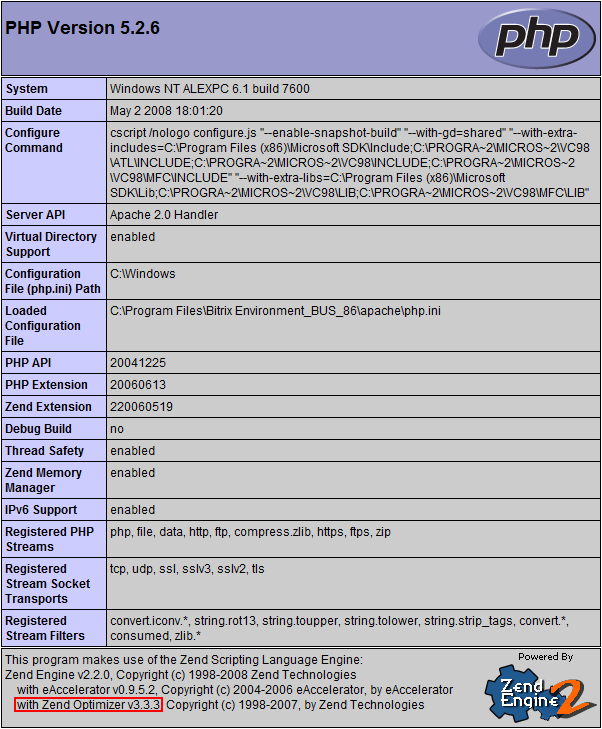 PHP Version 5.2.6
php
System Windows NT ALEXPC 6.1 build 7600
Build Date May 2 2008 18:01:20
Configure Command cscript /nologo configure.js "--enable-snapshot-build" "--with-gd=shared" "--with-extra-
includes=C:\Program Files (x86)\Microsoft SDK\Include;C:\PROGRA~2\MICROS~2\VC98
\ATL\INCLUDE;C:\PROGRA~2\MICROS~2\VC98\INCLUDE;C:\PROGRA~2\MICROS~2
\VC98\MFC\INCLUDE" "--with-extra-libs=C:\Program Files (x86)\Microsoft
SDK\Lib;C:\PROGRA~2\MICROS~2\VC98\LIB;C:\PROGRA~2\MICROS~2\VC98\MFC\LIB"
Server API Apache 2.0 Handler
Virtual Directory
Support enabled
Configuration
File (php.ini) Path C:\Windows
Loaded
Configuration
File C:\Program Files\Bitrix Environment_BUS_86\apache\php.ini
PHP API 20041225
PHP Extension 20060613
Zend Extension 220060519
Debug Build no
Thread Safety enabled
Zend Memory
Manager enabled
IPv6 Support enabled
Registered PHP
Streams php, file, data, http, ftp, compress.zlib, https, ftps, zip
Registered
Stream Socket
Transports tcp, udp, ssl, sslv3, sslv2, tls
Registered
Stream Filters convert.iconv.*, string.rot13, string.toupper, string.tolower, string.strip_tags, convert.*,
consumed, zlib.*
This program makes use of the Zend Scripting Language Engine:
Zend Engine v2.2.0, Copyright (c) 1998-2008 Zend Technologies
with eAccelerator v0.9.5.2, Copyright (c) 2004-2006 eAccelerator, by eAccelerator
with Zend Optimizer v3.3.3, Copyright (c) 1998-2007, by Zend Technologies
Powered By
Zend
Engine 2